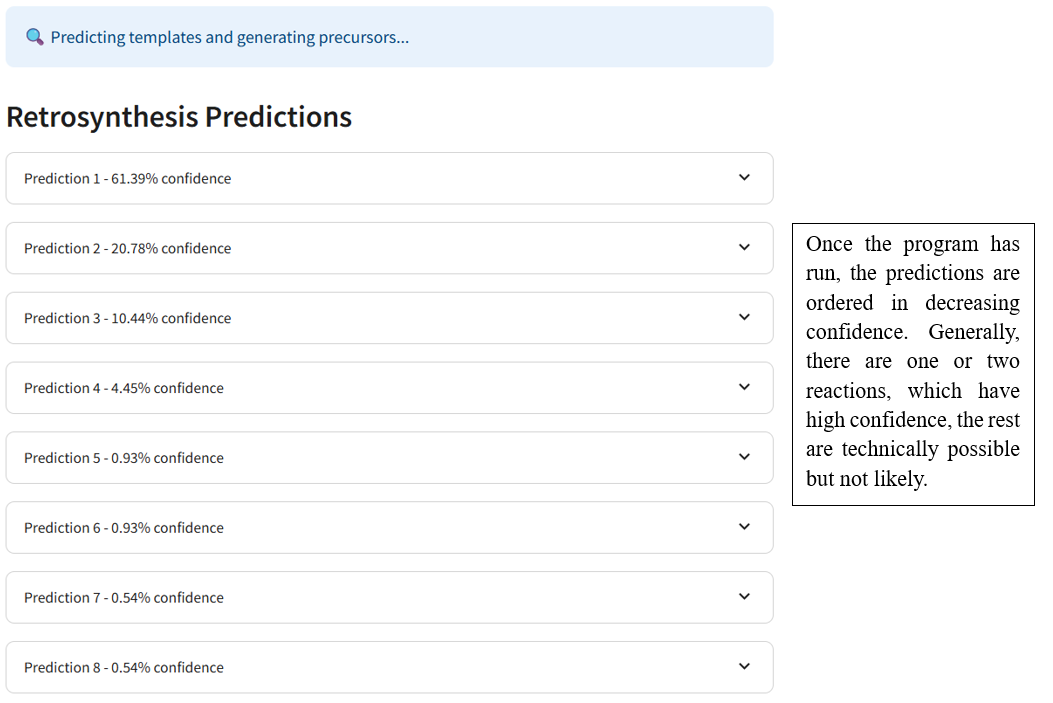 Predicting templates and generating precursors...
Retrosynthesis Predictions
Prediction 1 - 61.39% confidence
Prediction 2 - 20.78% confidence
Prediction 3 - 10.44% confidence
Prediction 4 - 4.45% confidence
Prediction 5 - 0.93% confidence
Prediction 6 - 0.93% confidence
Prediction 7 - 0.54% confidence
Prediction 8 - 0.54% confidence
Once the program has
run, the predictions are
ordered in decreasing
confidence. Generally,
there are one or two
reactions, which have
high confidence, the rest
are technically possible
but not likely.